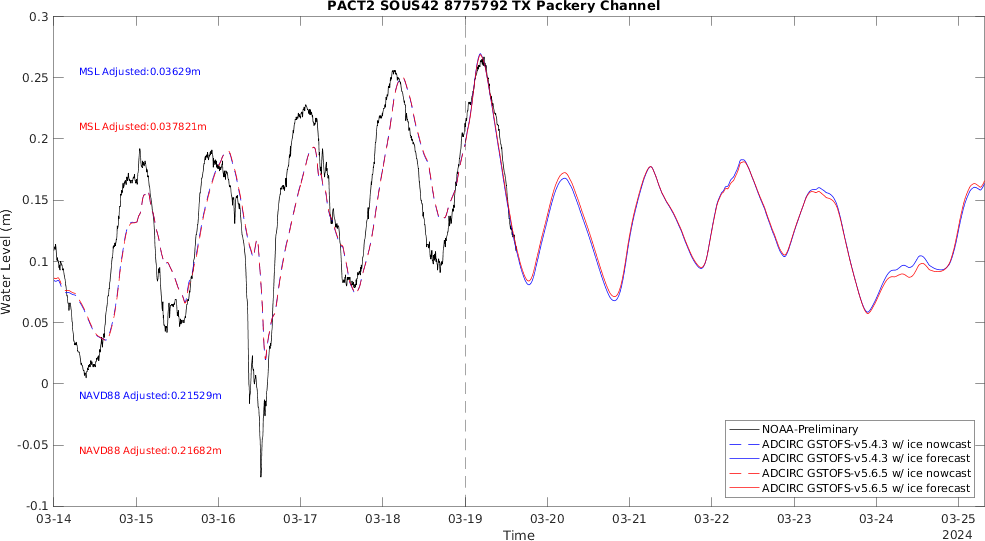 PACT2 SOUS42 8775792 TX Packery Channel
0.3
0.25
0.2
0.15
0.1
0.05
0
-0.05
-0.1
Water Level (m)
MSL Adjusted:0.03629m
MSL Adjusted:0.037821m
NAVD88 Adjusted:0.21529m
NAVD88 Adjusted:0.21682m
NOAA-Preliminary
ADCIRC GSTOFS-v5.4.3 w/ ice nowcast
ADCIRC GSTOFS-v5.4.3 w/ ice forecast
ADCIRC GSTOFS-v5.6.5 w/ ice nowcast
ADCIRC GSTOFS-v5.6.5 w/ ice forecast
03-14 03-15 03-16 03-17 03-18 03-19 03-20 03-21 03-22 03-23 03-24 03-25
Time
2024